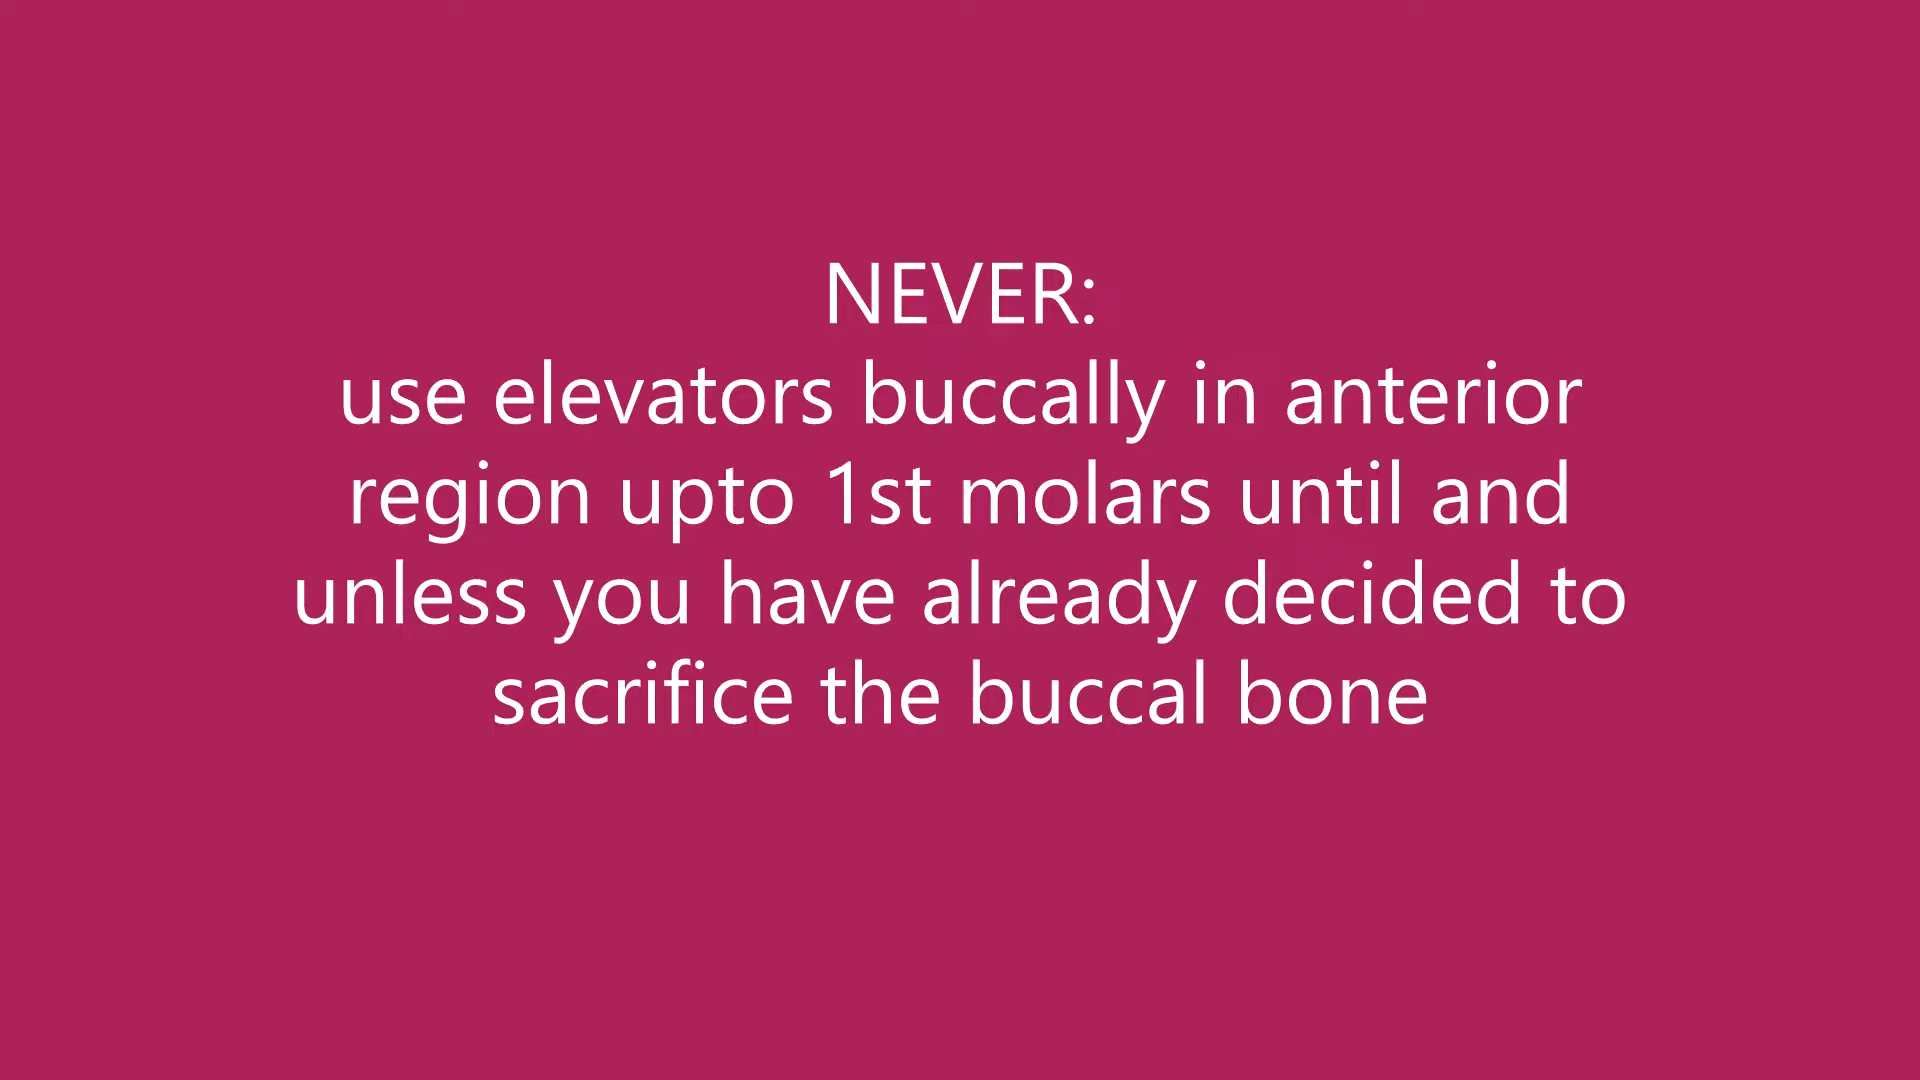 NEVER:
use elevators buccally in anterior
region upto 1st molars until and
unless you have already decided to
sacrifice the buccal bone